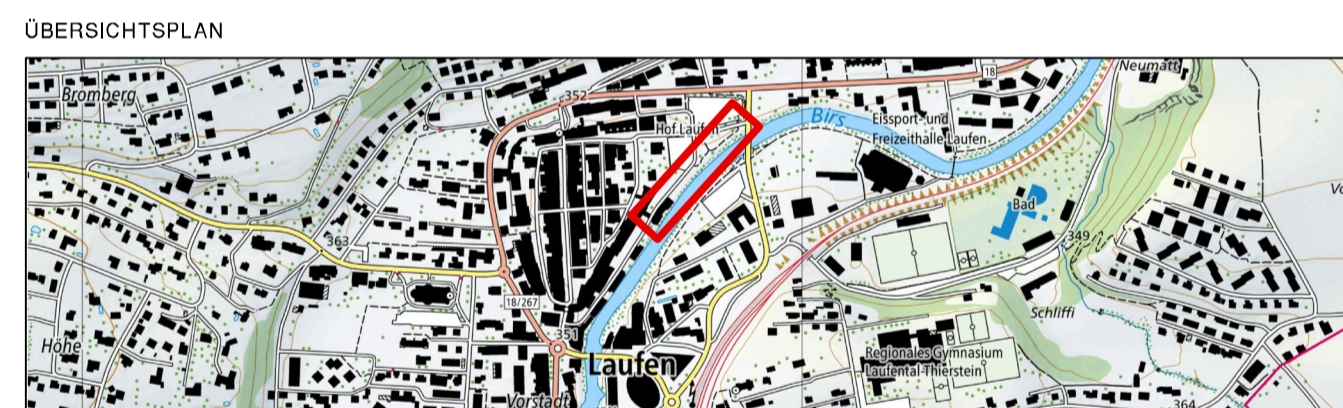 ÜBERSICHTSPLAN
Neumatt
18
Bromberg
352
Birs
Eissport- und
Freizeithalle Laufen
Hof.Laufen
Bad
349
363
18/267
Schliffi
351
Höhe
Laufen
Regionales Gymnasium
Laufental-Thierstein
Vorstadt
364